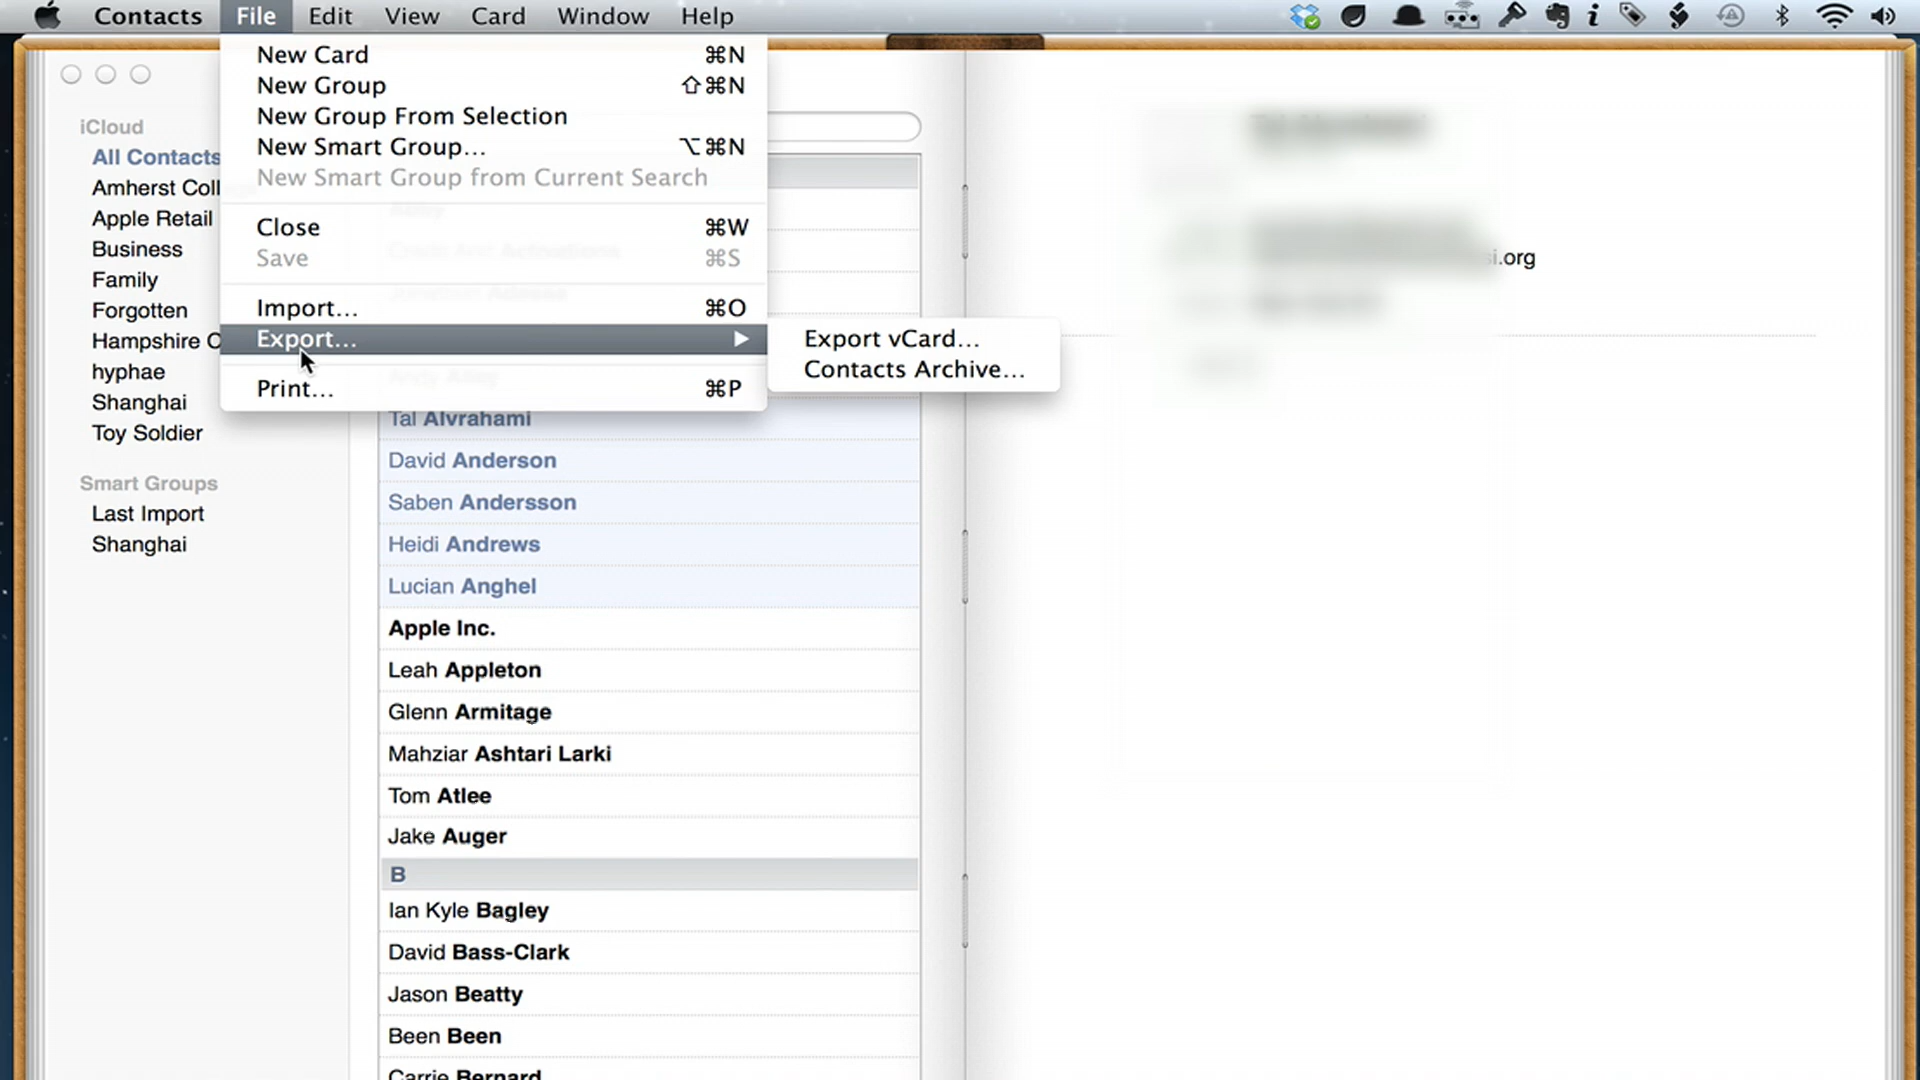 Contacts File Edit View Card Window Help
New Card ⌘N
New Group ⇧⌘N
New Group From Selection
New Smart Group... ⌥⌘N
New Smart Group from Current Search
Close ⌘W
Save ⌘S
Import... ⌘O
Export... ▶
Print... ⌘P
Export vCard...
Contacts Archive...
iCloud
All Contacts
Amherst Coll
Apple Retail
Business
Family
Forgotten
Hampshire C
hyphae
Shanghai
Toy Soldier
Smart Groups
Last Import
Shanghai
Tal Alvrahami
David Anderson
Saben Andersson
Heidi Andrews
Lucian Anghel
Apple Inc.
Leah Appleton
Glenn Armitage
Mahziar Ashtari Larki
Tom Atlee
Jake Auger
B
Ian Kyle Bagley
David Bass-Clark
Jason Beatty
Been Been
Carrie Bernard
si.org